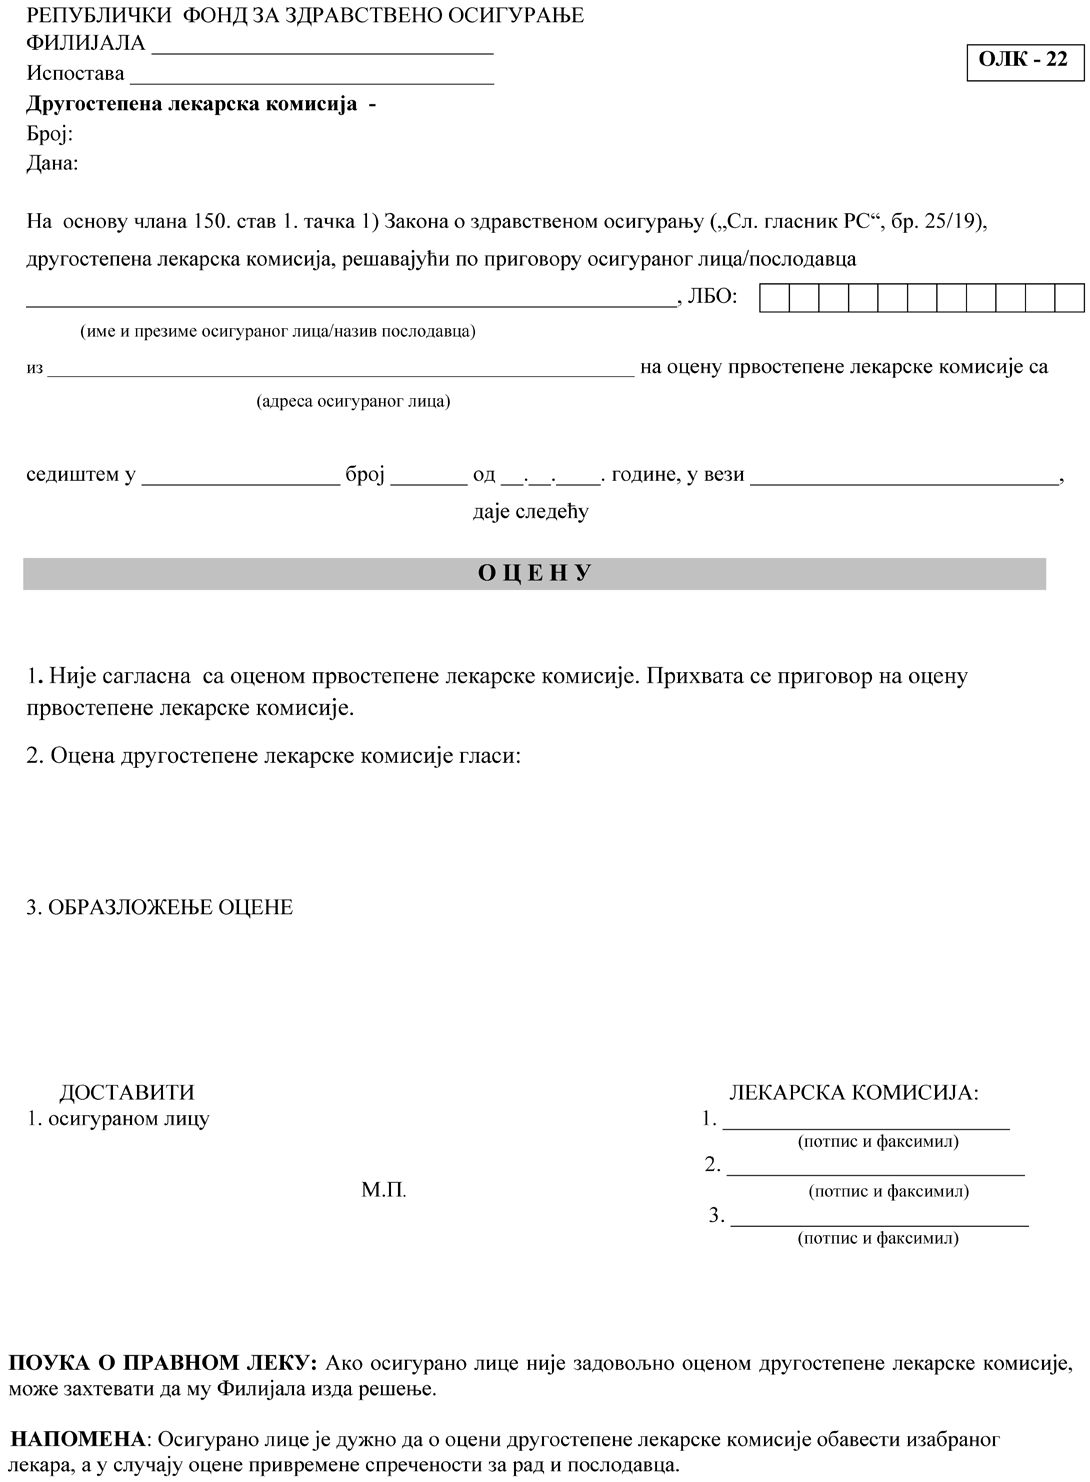 РЕПУБЛИЧКИ ФОНД ЗА ЗДРАВСТВЕНО ОСИГУРАЊЕ
ФИЛИЈАЛА _______________________________
ОЛК - 22
Испостава _________________________________
Другостепена лекарска комисија -
Број:
Дана:
На основу члана 150. став 1. тачка 1) Закона о здравственом осигурању („Сл. гласник РС“, бр. 25/19),
другостепена лекарска комисија, решавајући по приговору осигураног лица/послодавца
___________________________________________________________, ЛБО:
(име и презиме осигураног лица/назив послодавца)
из _____________________________________________________ на оцену првостепене лекарске комисије са
(адреса осигураног лица)
седиштем у __________________ број _______ од __.__.____. године, у вези ____________________________,
даје следећу
О Ц Е Н У
1. Није сагласна са оценом првостепене лекарске комисије. Прихвата се приговор на оцену
првостепене лекарске комисије.
2. Оцена другостепене лекарске комисије гласи:
3. ОБРАЗЛОЖЕЊЕ ОЦЕНЕ
ДОСТАВИТИ
1. осигураном лицу
М.П.
ЛЕКАРСКА КОМИСИЈА:
1. __________________________
(потпис и факсимил)
2. ___________________________
(потпис и факсимил)
3. ___________________________
(потпис и факсимил)
ПОУКА О ПРАВНОМ ЛЕКУ: Ако осигурано лице није задовољно оценом другостепене лекарске комисије,
може захтевати да му Филијала изда решење.
НАПОМЕНА: Осигурано лице је дужно да о оцени другостепене лекарске комисије обавести изабраног
лекара, а у случају оцене привремене спречености за рад и послодавца.